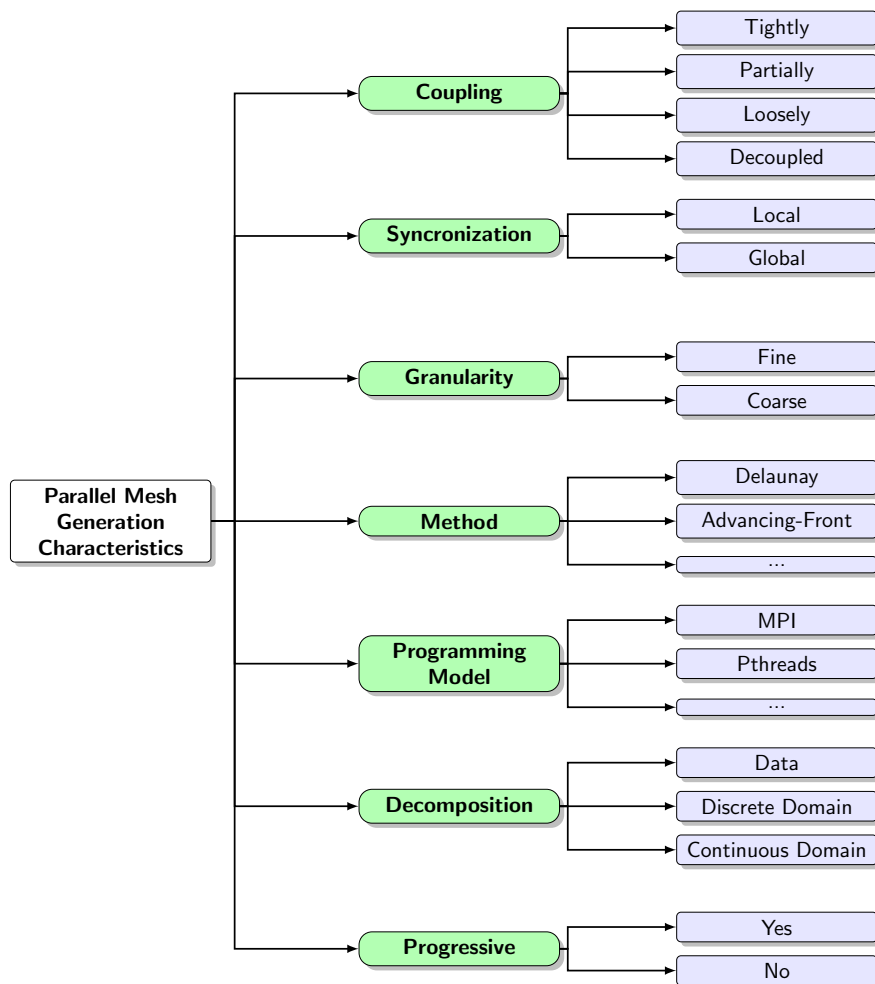 Parallel Mesh
Generation
Characteristics
Coupling
Tightly
Partially
Loosely
Decoupled
Syncronization
Local
Global
Granularity
Fine
Coarse
Method
Delaunay
Advancing-Front
...
Programming
Model
MPI
Pthreads
...
Decomposition
Data
Discrete Domain
Continuous Domain
Progressive
Yes
No